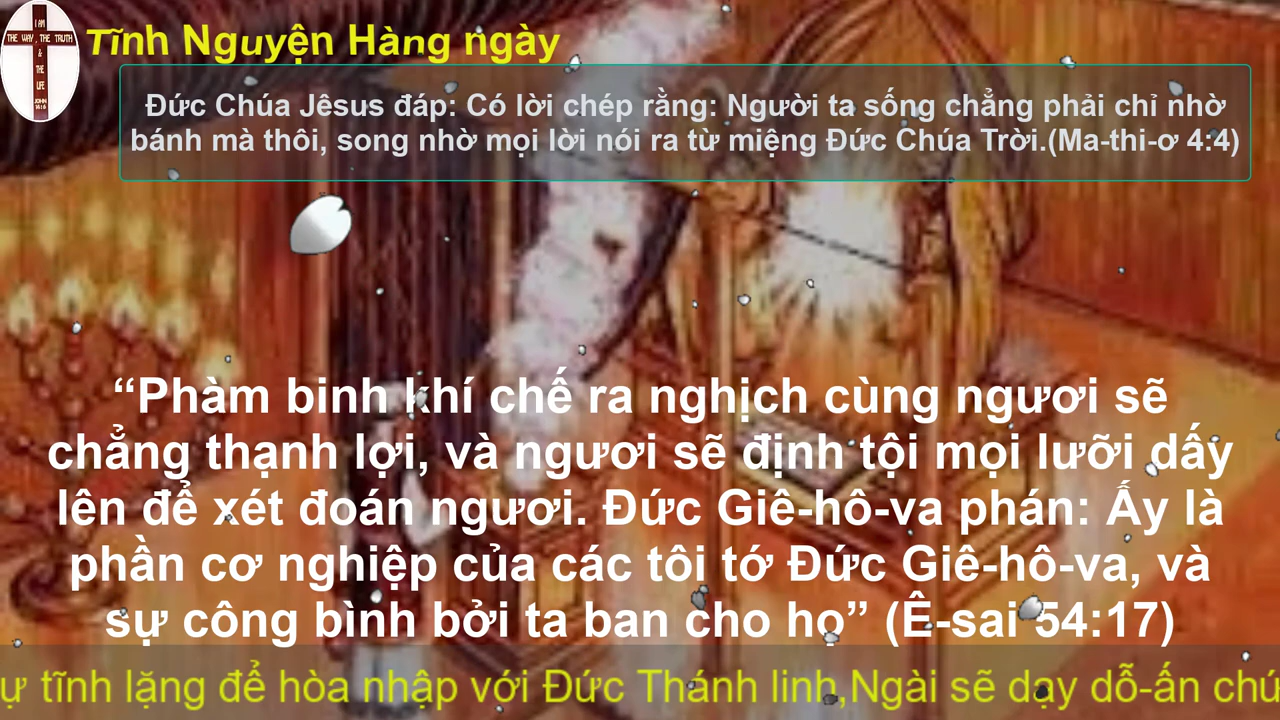 I AM
THE WAY, THE TRUTH
&
THE
LIFE
JOHN
14:6
Tĩnh Nguyện Hàng ngày
Đức Chúa Jêsus đáp: Có lời chép rằng: Người ta sống chẳng phải chỉ nhờ
bánh mà thôi, song nhờ mọi lời nói ra từ miệng Đức Chúa Trời.(Ma-thi-ơ 4:4)
“Phàm binh khí chế ra nghịch cùng ngươi sẽ
chẳng thạnh lợi, và ngươi sẽ định tội mọi lưỡi dấy
lên để xét đoán ngươi. Đức Giê-hô-va phán: Ấy là
phần cơ nghiệp của các tôi tớ Đức Giê-hô-va, và
sự công bình bởi ta ban cho họ” (Ê-sai 54:17)
ự tĩnh lặng để hòa nhập với Đức Thánh linh,Ngài sẽ dạy dỗ-ấn chú